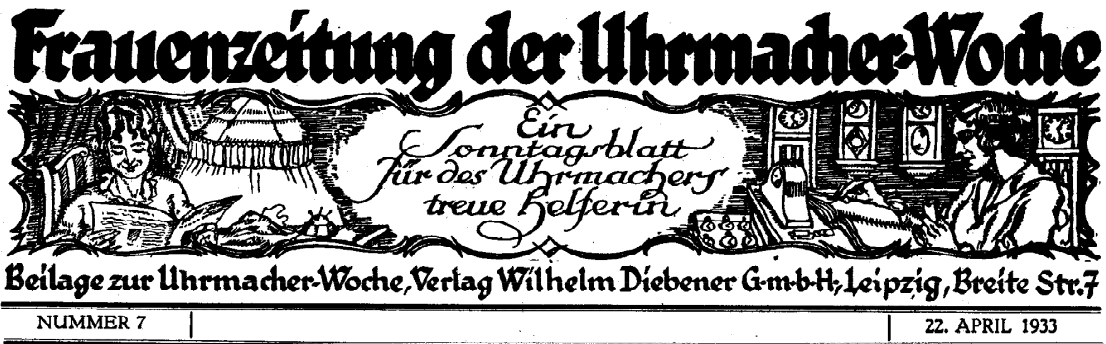 Frauenzeitung der Uhrmacher-Woche
Ein
Sonntagsblatt
für des Uhrmachers
treue Helferin
Beilage zur Uhrmacher-Woche, Verlag Wilhelm Diebener G·m·b·H·, Leipzig, Breite Str.7
NUMMER 7
22. APRIL 1933